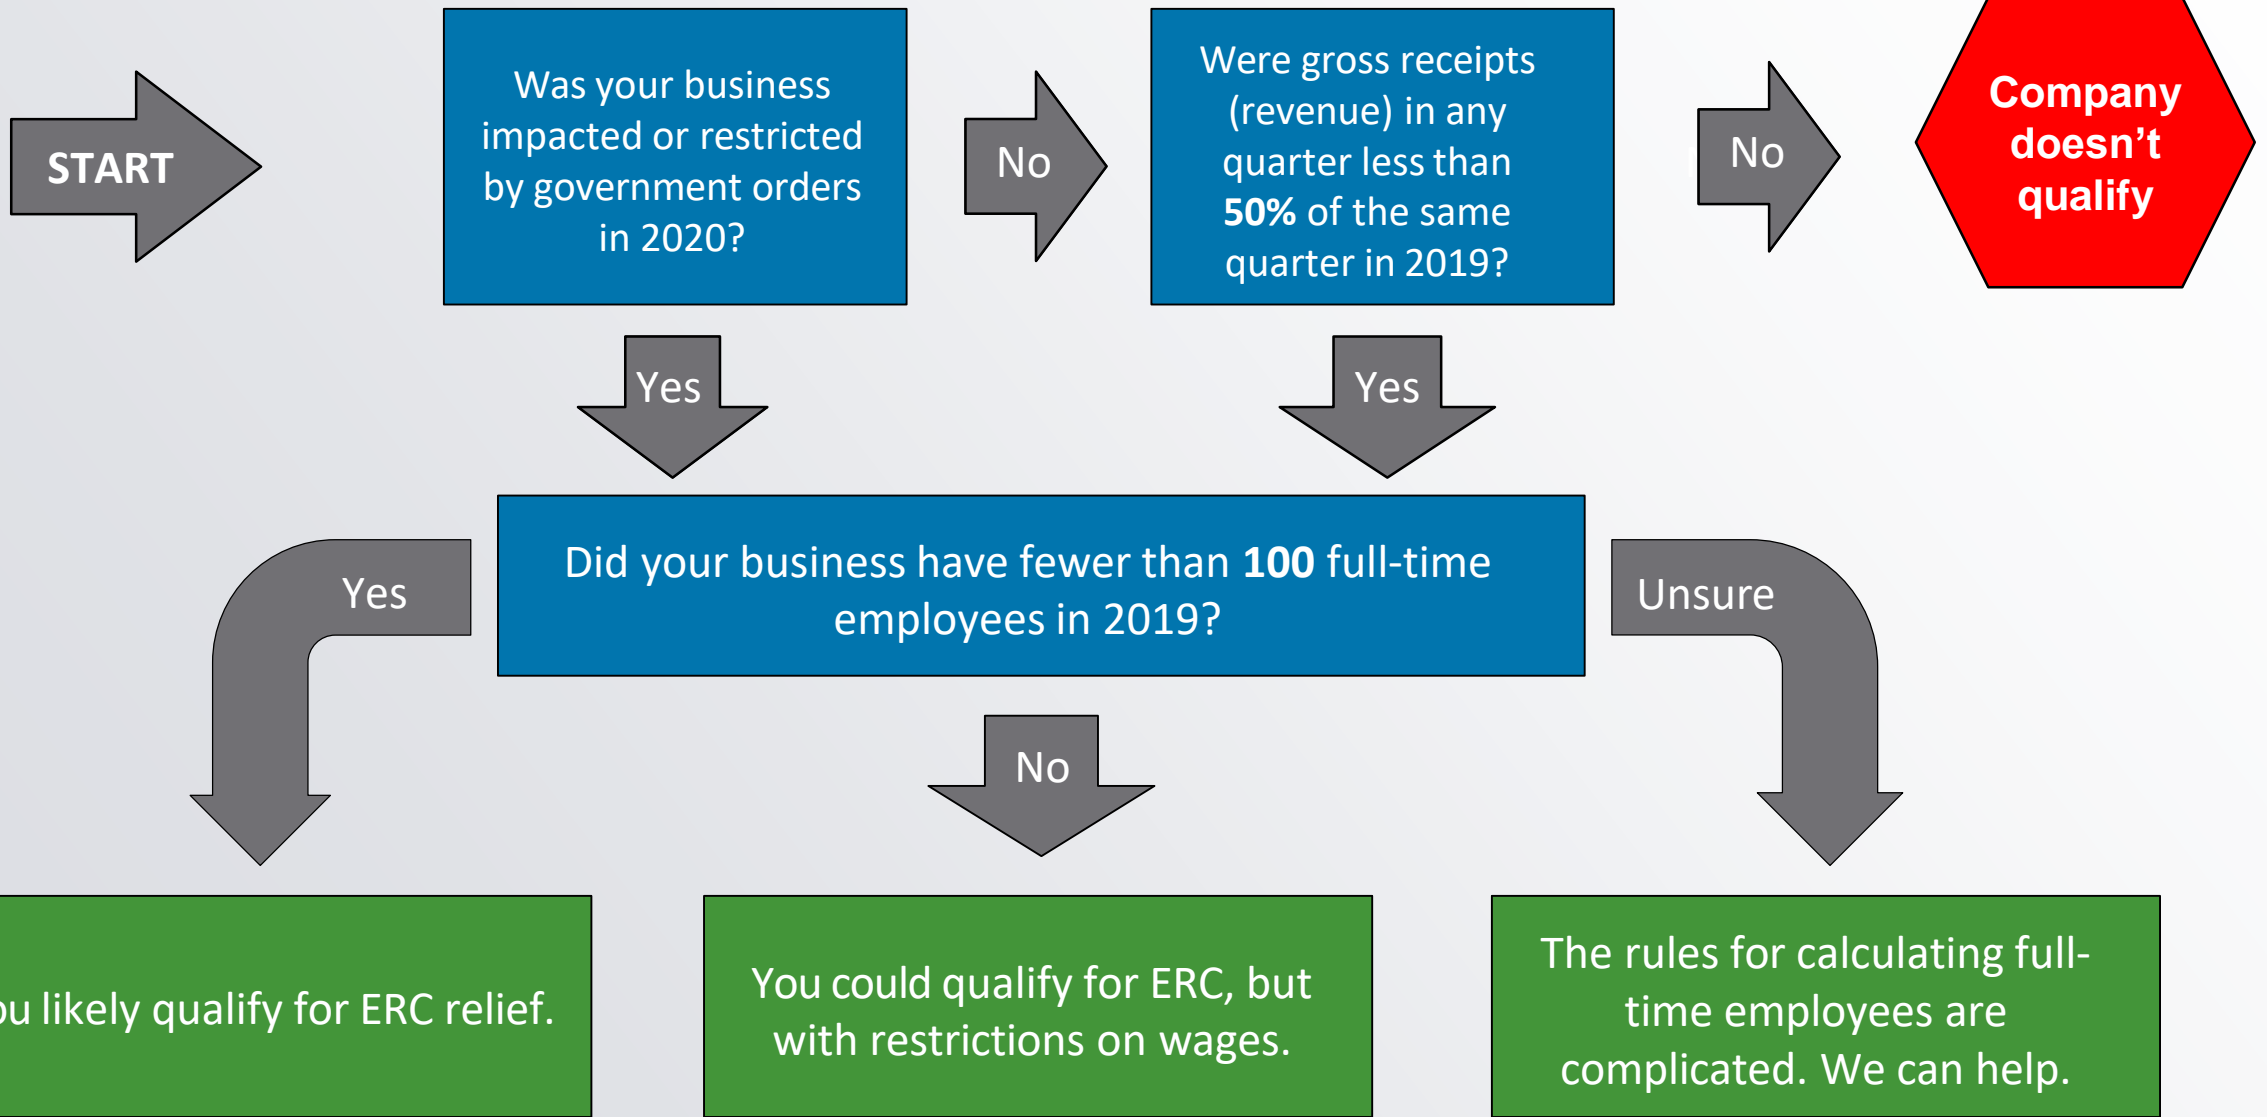 START
Was your business
impacted or restricted
by government orders
in 2020?
No
Were gross receipts
(revenue) in any
quarter less than
50% of the same
quarter in 2019?
No
Company
doesn’t
qualify
Yes
Yes
Did your business have fewer than 100 full-time
employees in 2019?
Yes
Unsure
No
ou likely qualify for ERC relief.
You could qualify for ERC, but
with restrictions on wages.
The rules for calculating full-
time employees are
complicated. We can help.